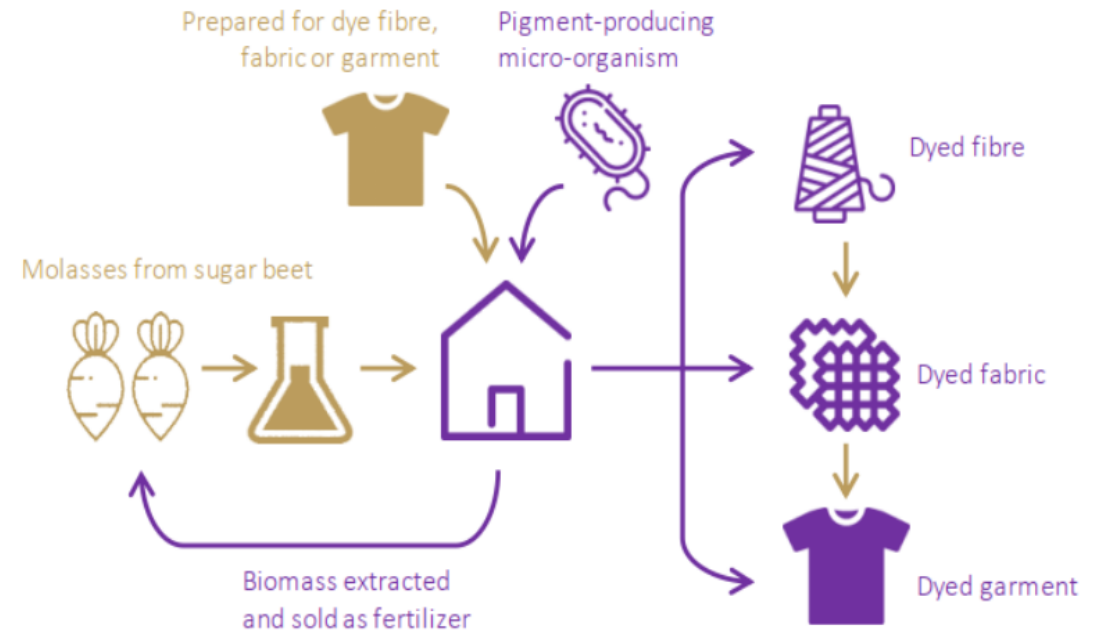 Prepared for dye fibre,
fabric or garment
Pigment-producing
micro-organism
Dyed fibre
Molasses from sugar beet
Dyed fabric
Biomass extracted
and sold as fertilizer
Dyed garment